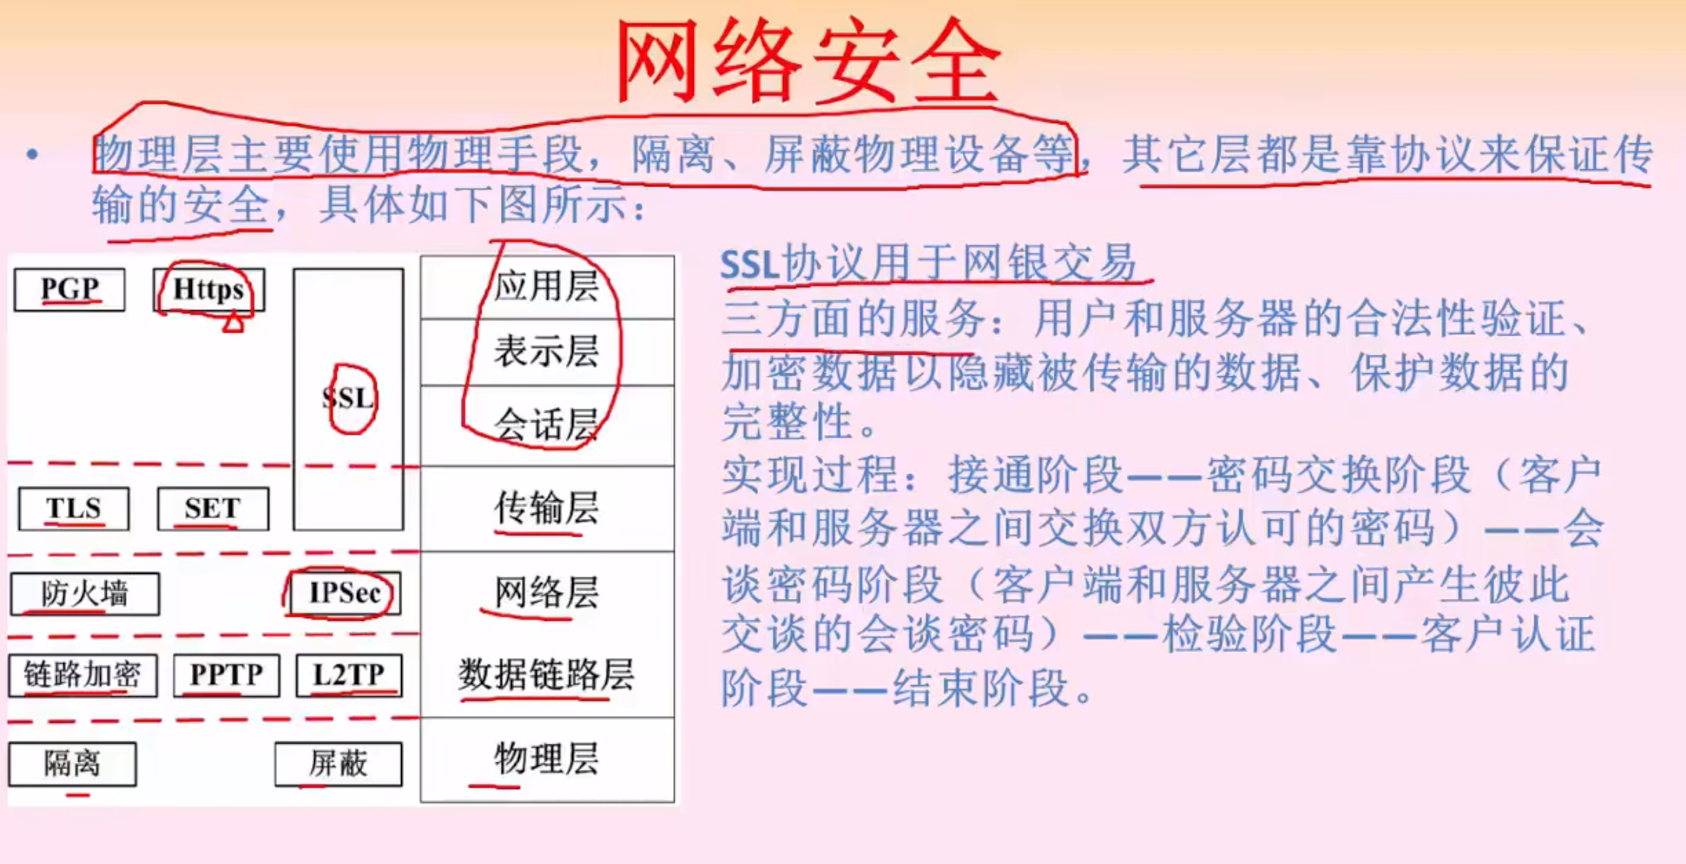 网络安全
• 物理层主要使用物理手段，隔离、屏蔽物理设备等，其它层都是靠协议来保证传
输的安全，具体如下图所示：
PGP Https SSL 应用层
表示层
会话层
TLS SET 传输层
防火墙 IPSec 网络层
链路加密 PPTP L2TP 数据链路层
隔离 屏蔽 物理层
SSL协议用于网银交易
三方面的服务：用户和服务器的合法性验证、
加密数据以隐藏被传输的数据、保护数据的
完整性。
实现过程：接通阶段——密码交换阶段（客户
端和服务器之间交换双方认可的密码）——会
谈密码阶段（客户端和服务器之间产生彼此
交谈的会谈密码）——检验阶段——客户认证
阶段——结束阶段。